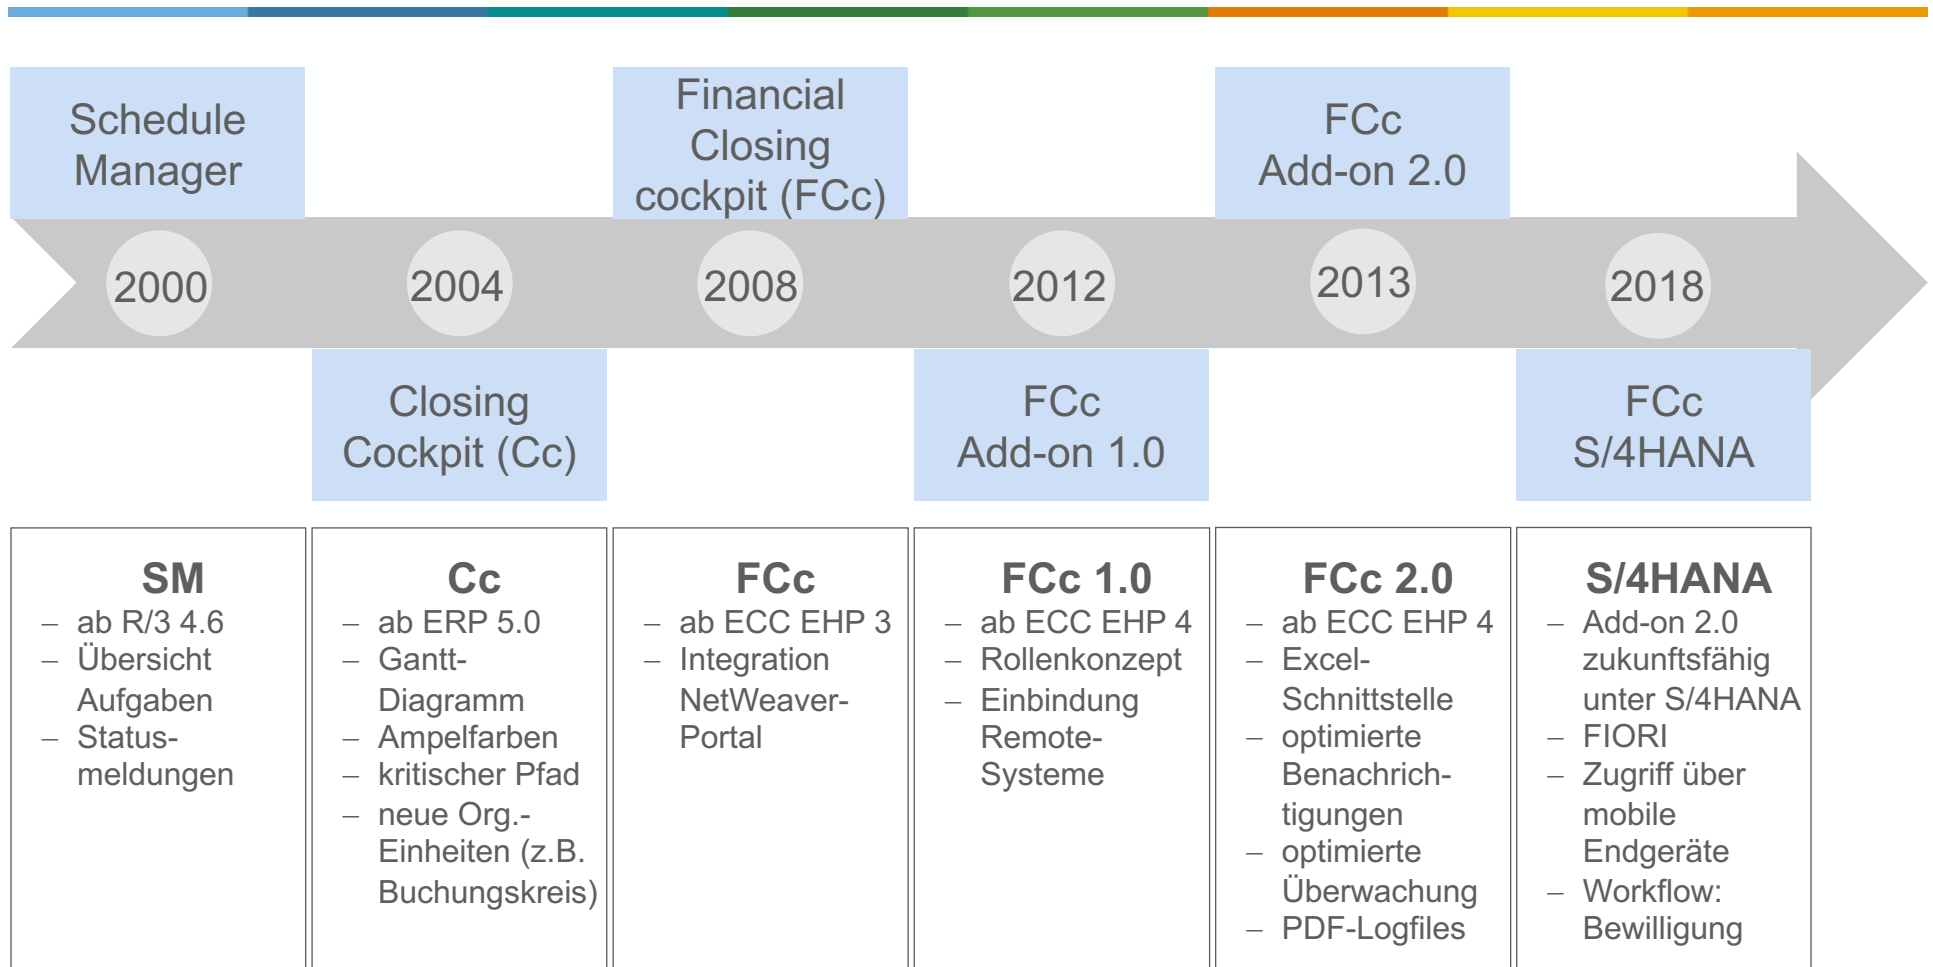 Schedule
Manager
Financial
Closing
cockpit (FCc)
FCc
Add-on 2.0
2000
2004
2008
2012
2013
2018
Closing
Cockpit (Cc)
FCc
Add-on 1.0
FCc
S/4HANA
SM
– ab R/3 4.6
– Übersicht
Aufgaben
– Status-
meldungen
Cc
– ab ERP 5.0
– Gantt-
Diagramm
– Ampelfarben
– kritischer Pfad
– neue Org.-
Einheiten (z.B.
Buchungskreis)
FCc
– ab ECC EHP 3
– Integration
NetWeaver-
Portal
FCc 1.0
– ab ECC EHP 4
– Rollenkonzept
– Einbindung
Remote-
Systeme
FCc 2.0
– ab ECC EHP 4
– Excel-
Schnittstelle
– optimierte
Benachrich-
tigungen
– optimierte
Überwachung
– PDF-Logfiles
S/4HANA
– Add-on 2.0
zukunftsfähig
unter S/4HANA
– FIORI
– Zugriff über
mobile
Endgeräte
– Workflow:
Bewilligung